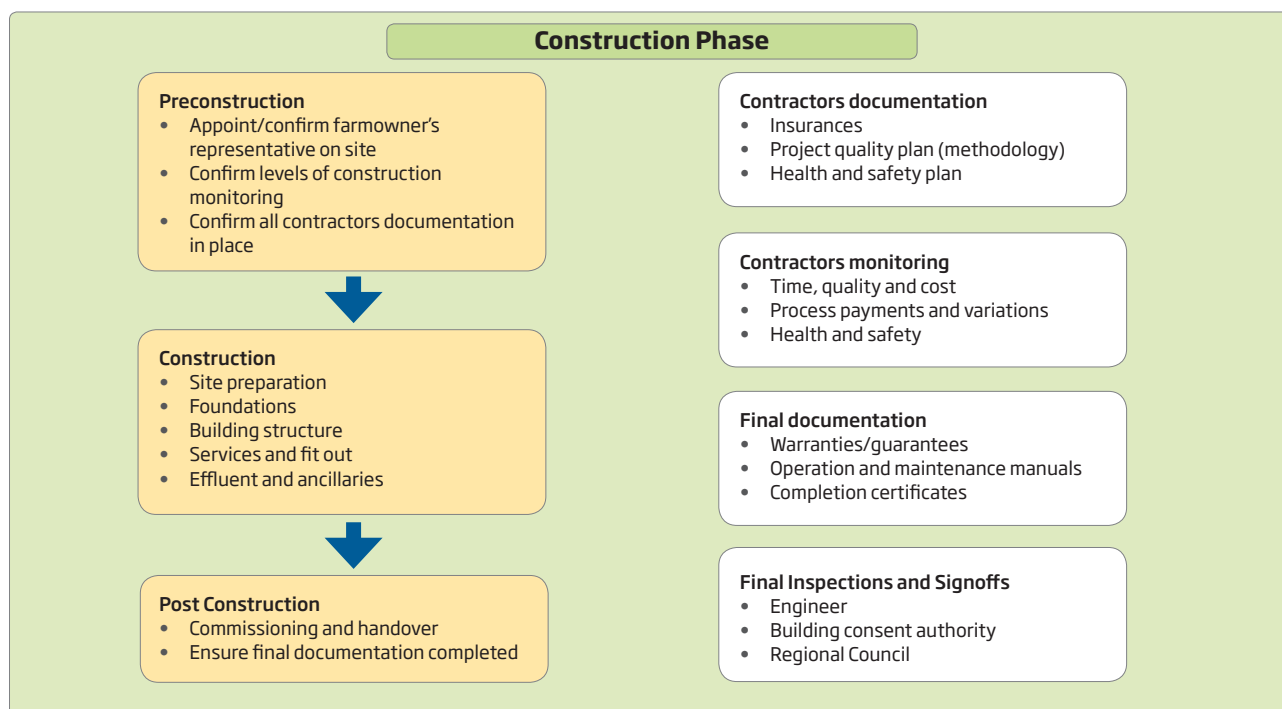 Construction Phase
Preconstruction
• Appoint/confirm farmowner's
representative on site
• Confirm levels of construction
monitoring
• Confirm all contractors documentation
in place
Construction
• Site preparation
• Foundations
• Building structure
• Services and fit out
• Effluent and ancillaries
Post Construction
• Commissioning and handover
• Ensure final documentation completed
Contractors documentation
• Insurances
• Project quality plan (methodology)
• Health and safety plan
Contractors monitoring
• Time, quality and cost
• Process payments and variations
• Health and safety
Final documentation
• Warranties/guarantees
• Operation and maintenance manuals
• Completion certificates
Final Inspections and Signoffs
• Engineer
• Building consent authority
• Regional Council